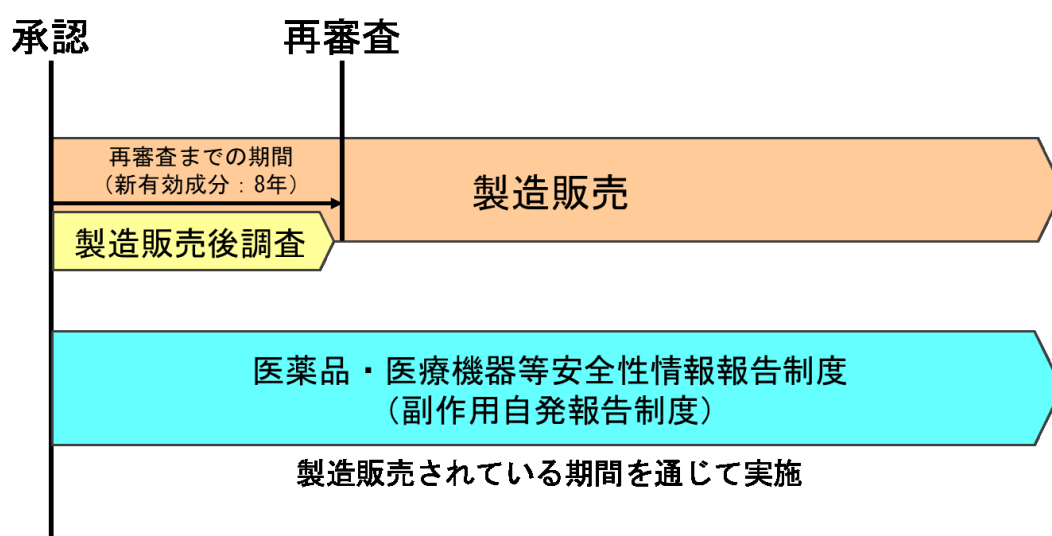 承認
再審査
再審査までの期間
（新有効成分：8年）
製造販売
製造販売後調査
医薬品・医療機器等安全性情報報告制度
（副作用自発報告制度）
製造販売されている期間を通じて実施